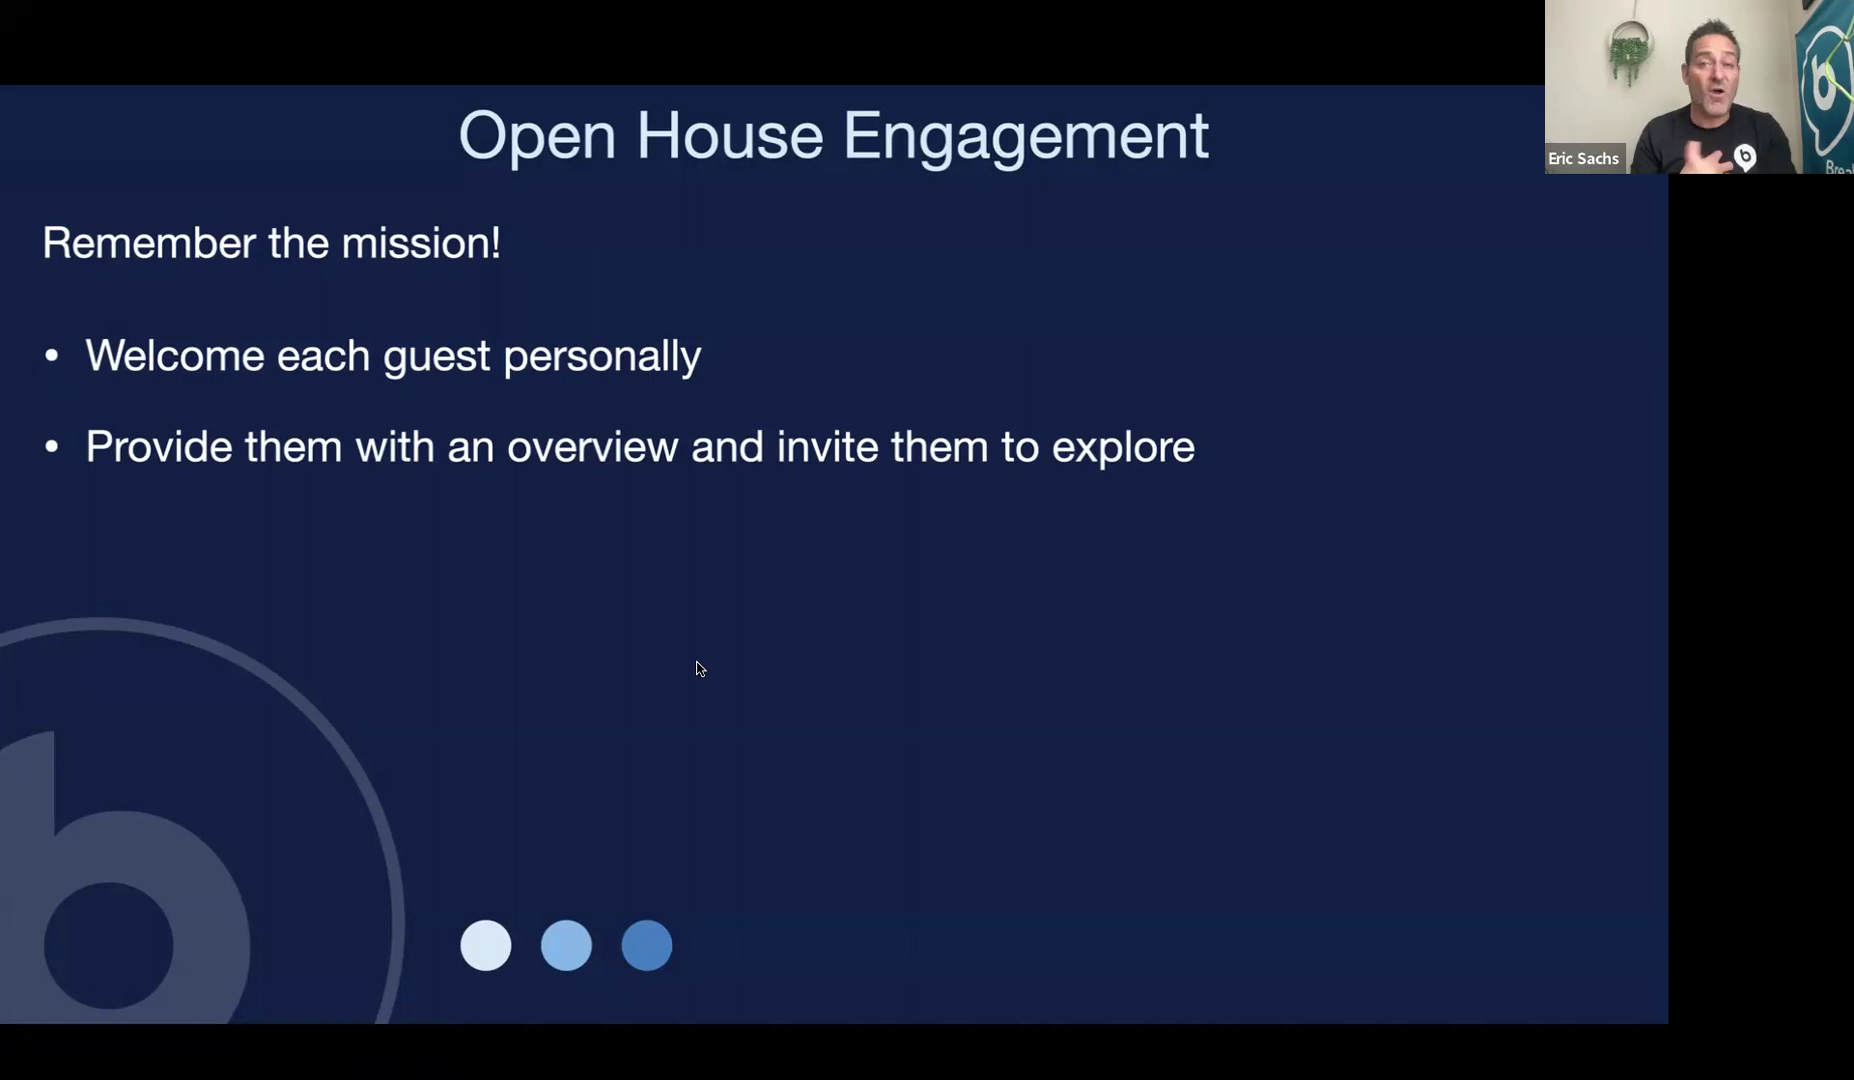 Open House Engagement
Eric Sachs
Remember the mission!
• Welcome each guest personally
• Provide them with an overview and invite them to explore
b
b
b